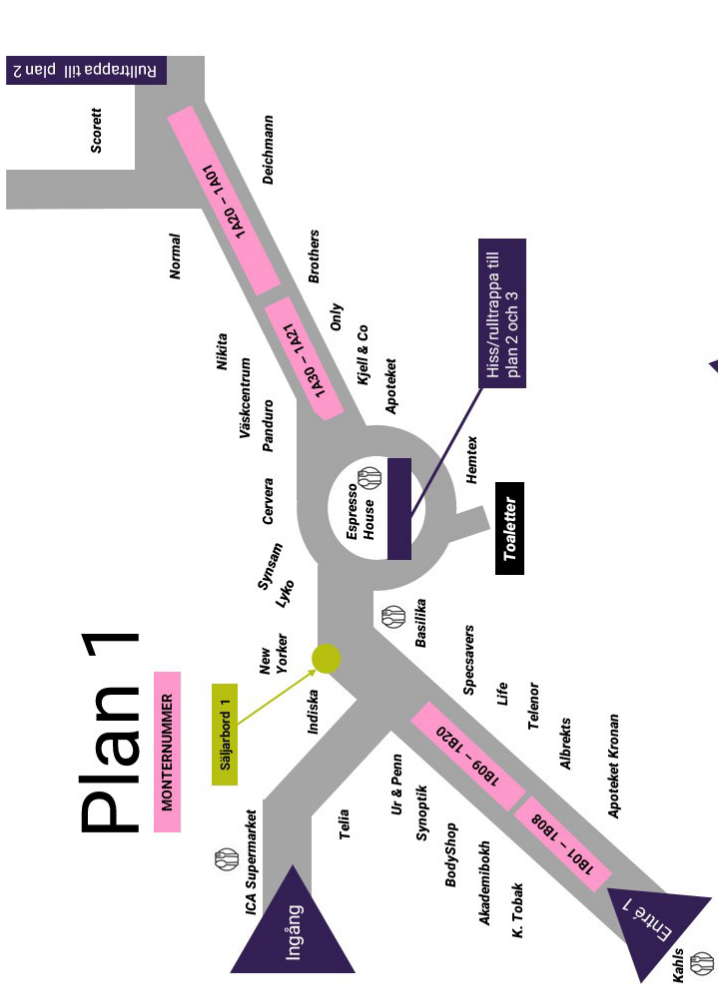 Plan 1
MONTERNUMMER
Säljarbord 1
Ingång
ICA Supermarket
Telia
Indiska
New
Yorker
Lyko
Synsam
Cervera
Panduro
Väskcentrum
Nikita
Normal
Scorett
Rulltrappa till plan 2
1A20 – 1A01
1A30 – 1A21
Deichmann
Brothers
Only
Kjell & Co
Apoteket
Hiss/rulltrappa till
plan 2 och 3
Espresso
House
Hemtex
Toaletter
Basilika
Specsavers
Life
Telenor
Albrekts
Apoteket Kronan
1B09 – 1B20
1B01 – 1B08
Ur & Penn
Synoptik
BodyShop
Akademibokh
K. Tobak
Entré 1
Kahls